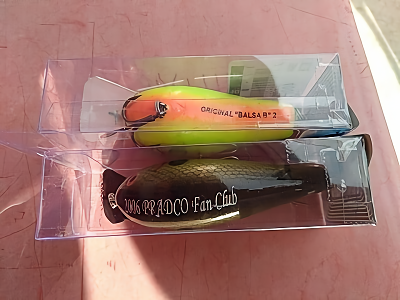 ORIGINAL "BALSA B" 2
2006 PRADCO Fan Club